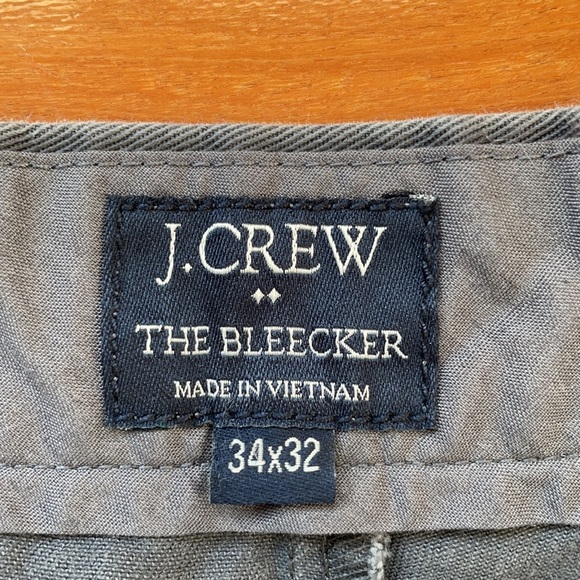 J.CREW
THE BLEECKER
MADE IN VIETNAM
34x32